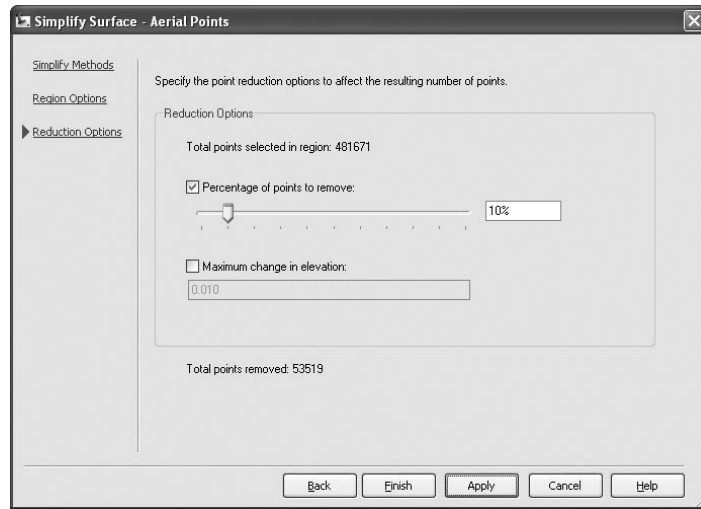 Simplify Surface - Aerial Points
Simplify Methods
Region Options
Reduction Options
Specify the point reduction options to affect the resulting number of points.
Reduction Options
Total points selected in region: 481671
Percentage of points to remove:
10%
Maximum change in elevation:
0.010
Total points removed: 53519
Back
Finish
Apply
Cancel
Help